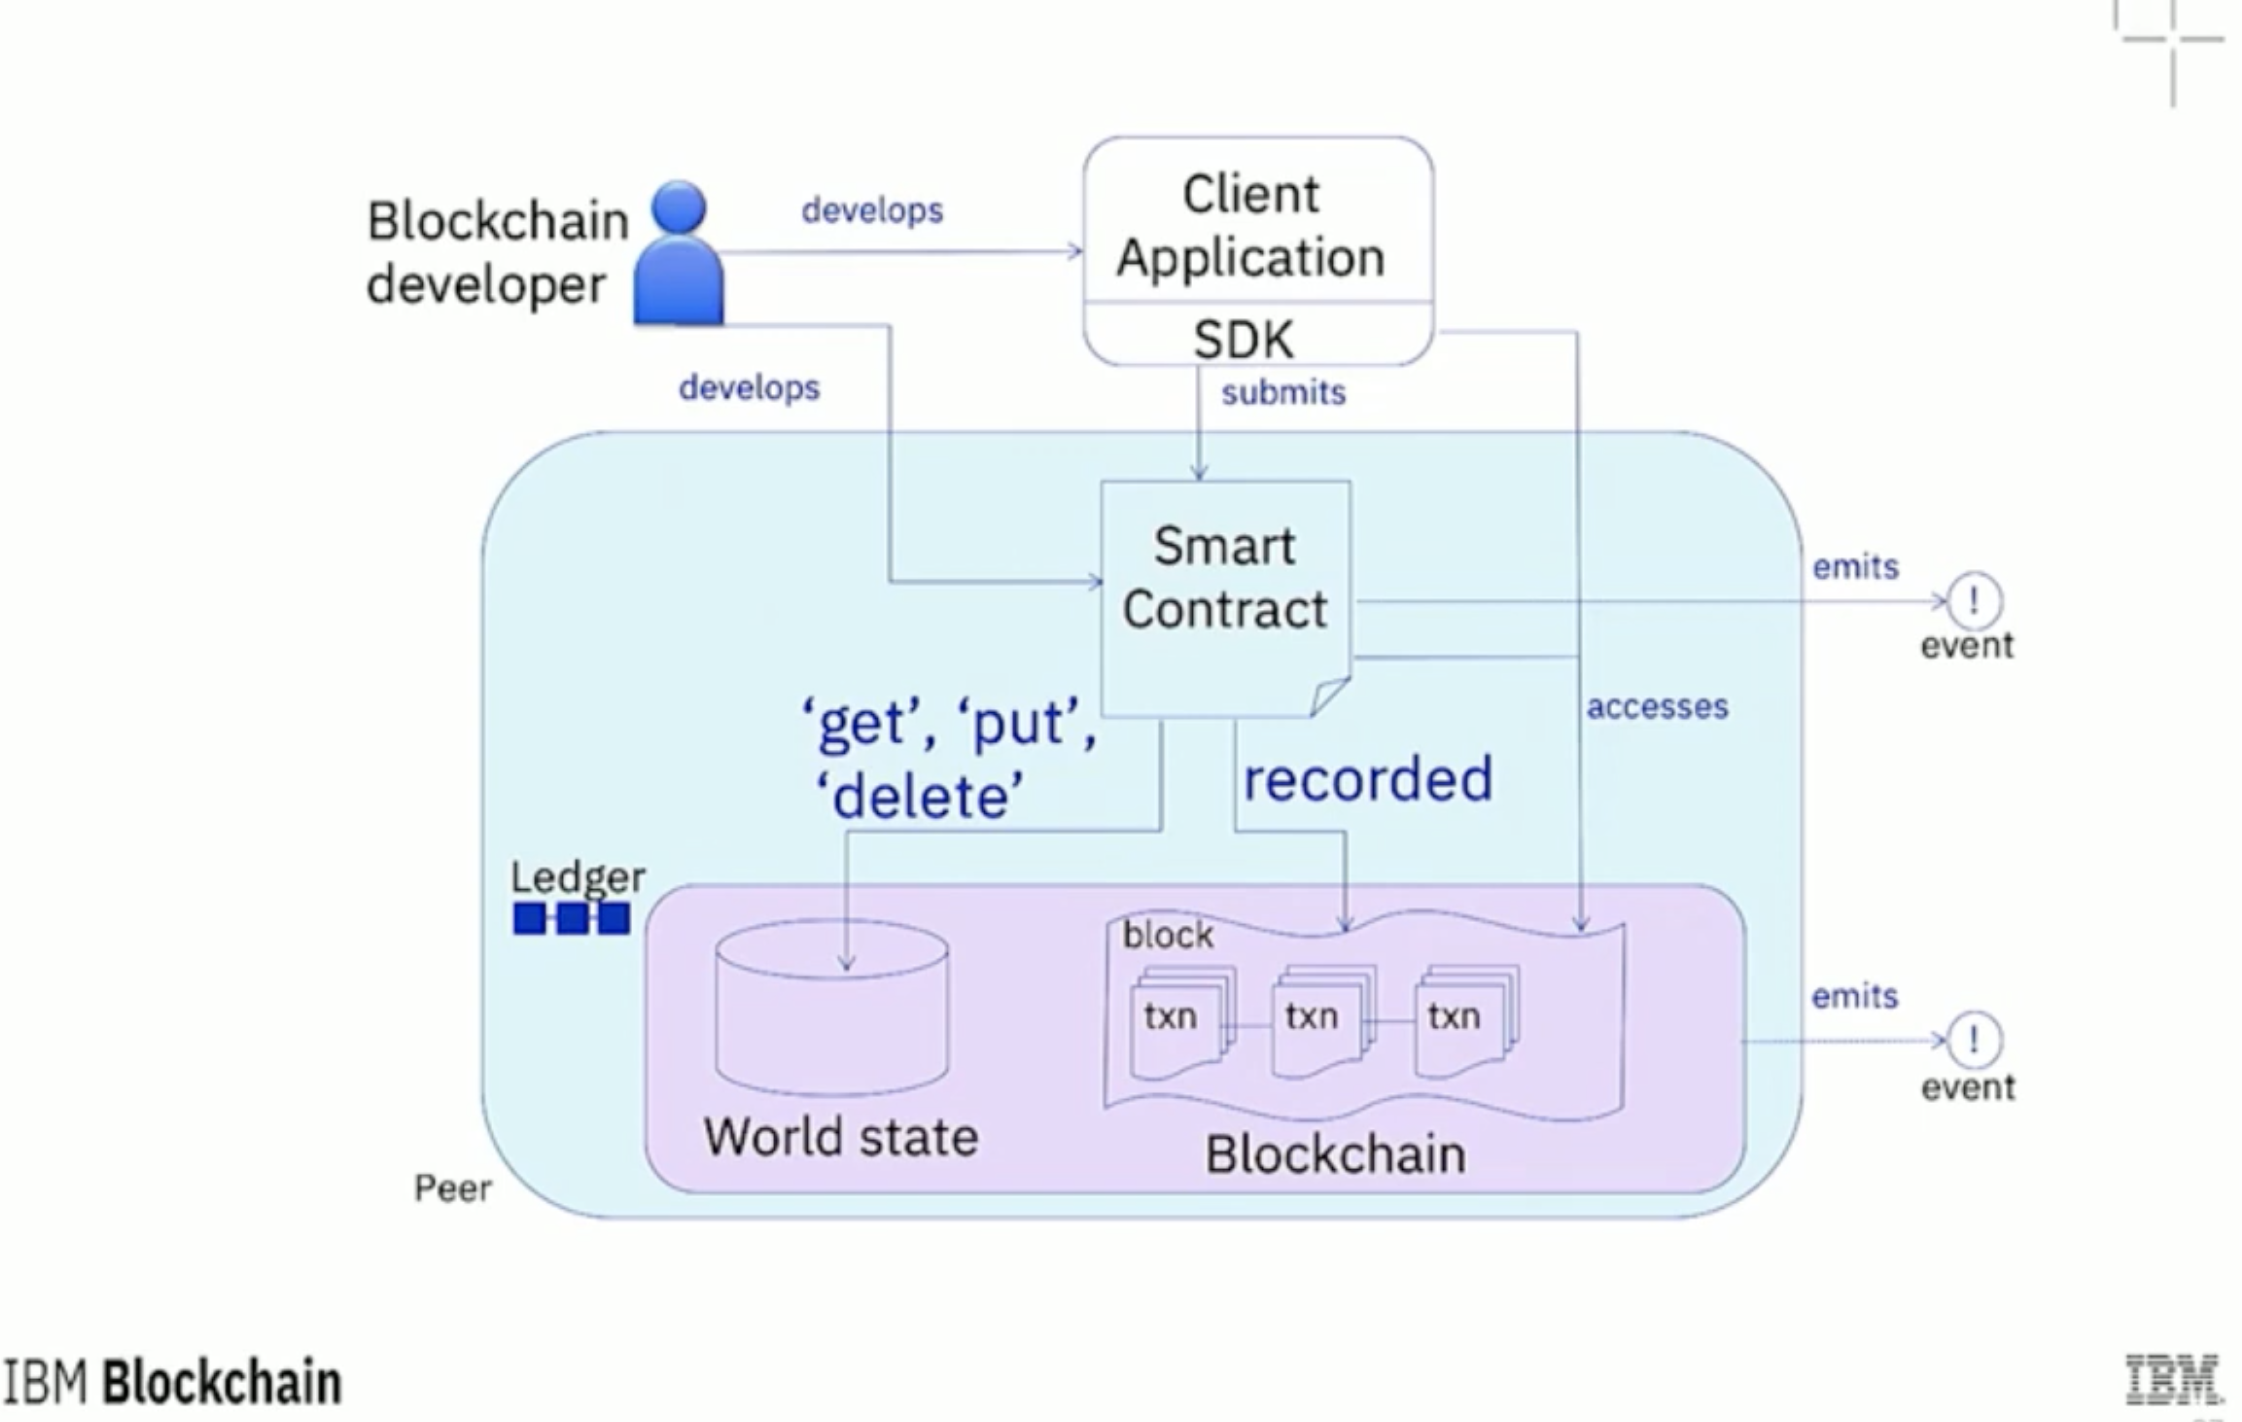 Blockchain
developer
develops
Client
Application
SDK
develops
submits
Smart
Contract
emits
!
event
accesses
‘get’, ‘put’,
‘delete’
recorded
Ledger
block
txn
txn
txn
emits
!
event
World state
Blockchain
Peer
IBM Blockchain
IBM